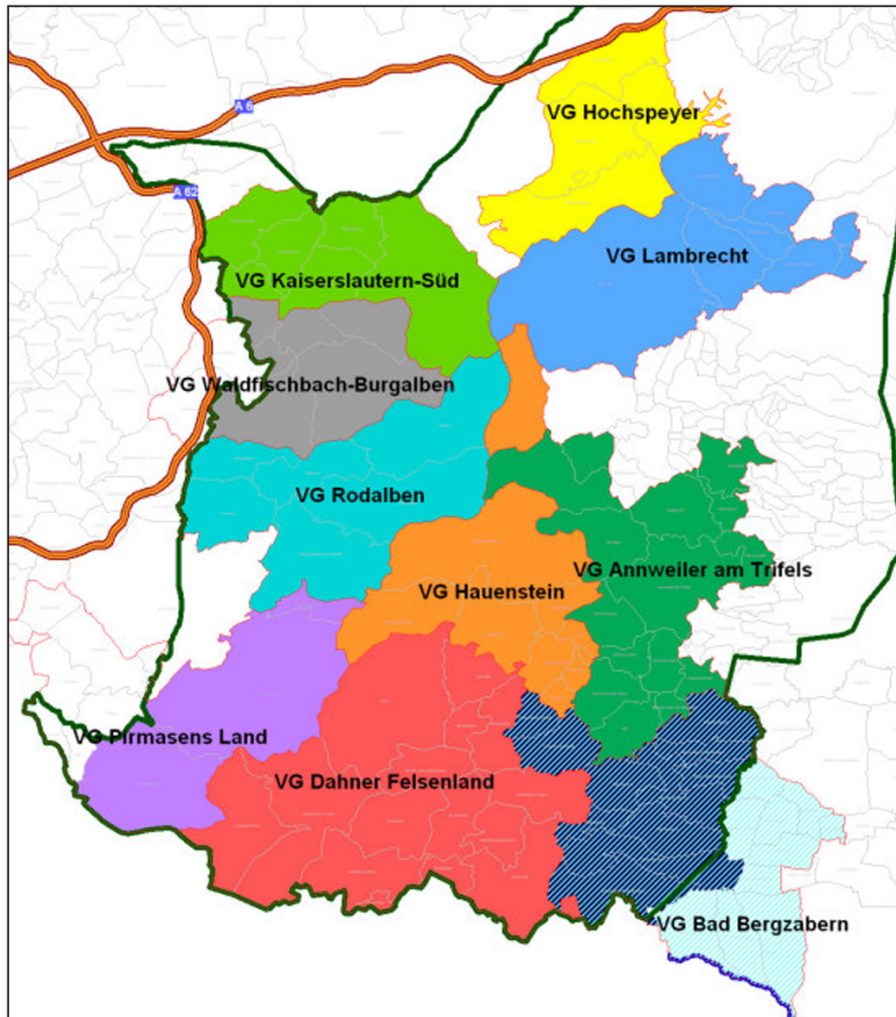 A 6
VG Hochspeyer
A 62
VG Lambrecht
VG Kaiserslautern-Süd
VG Waldfischbach-Burgalben
VG Rodalben
VG Annweiler am Trifels
VG Hauenstein
VG Pirmasens Land
VG Dahner Felsenland
VG Bad Bergzabern